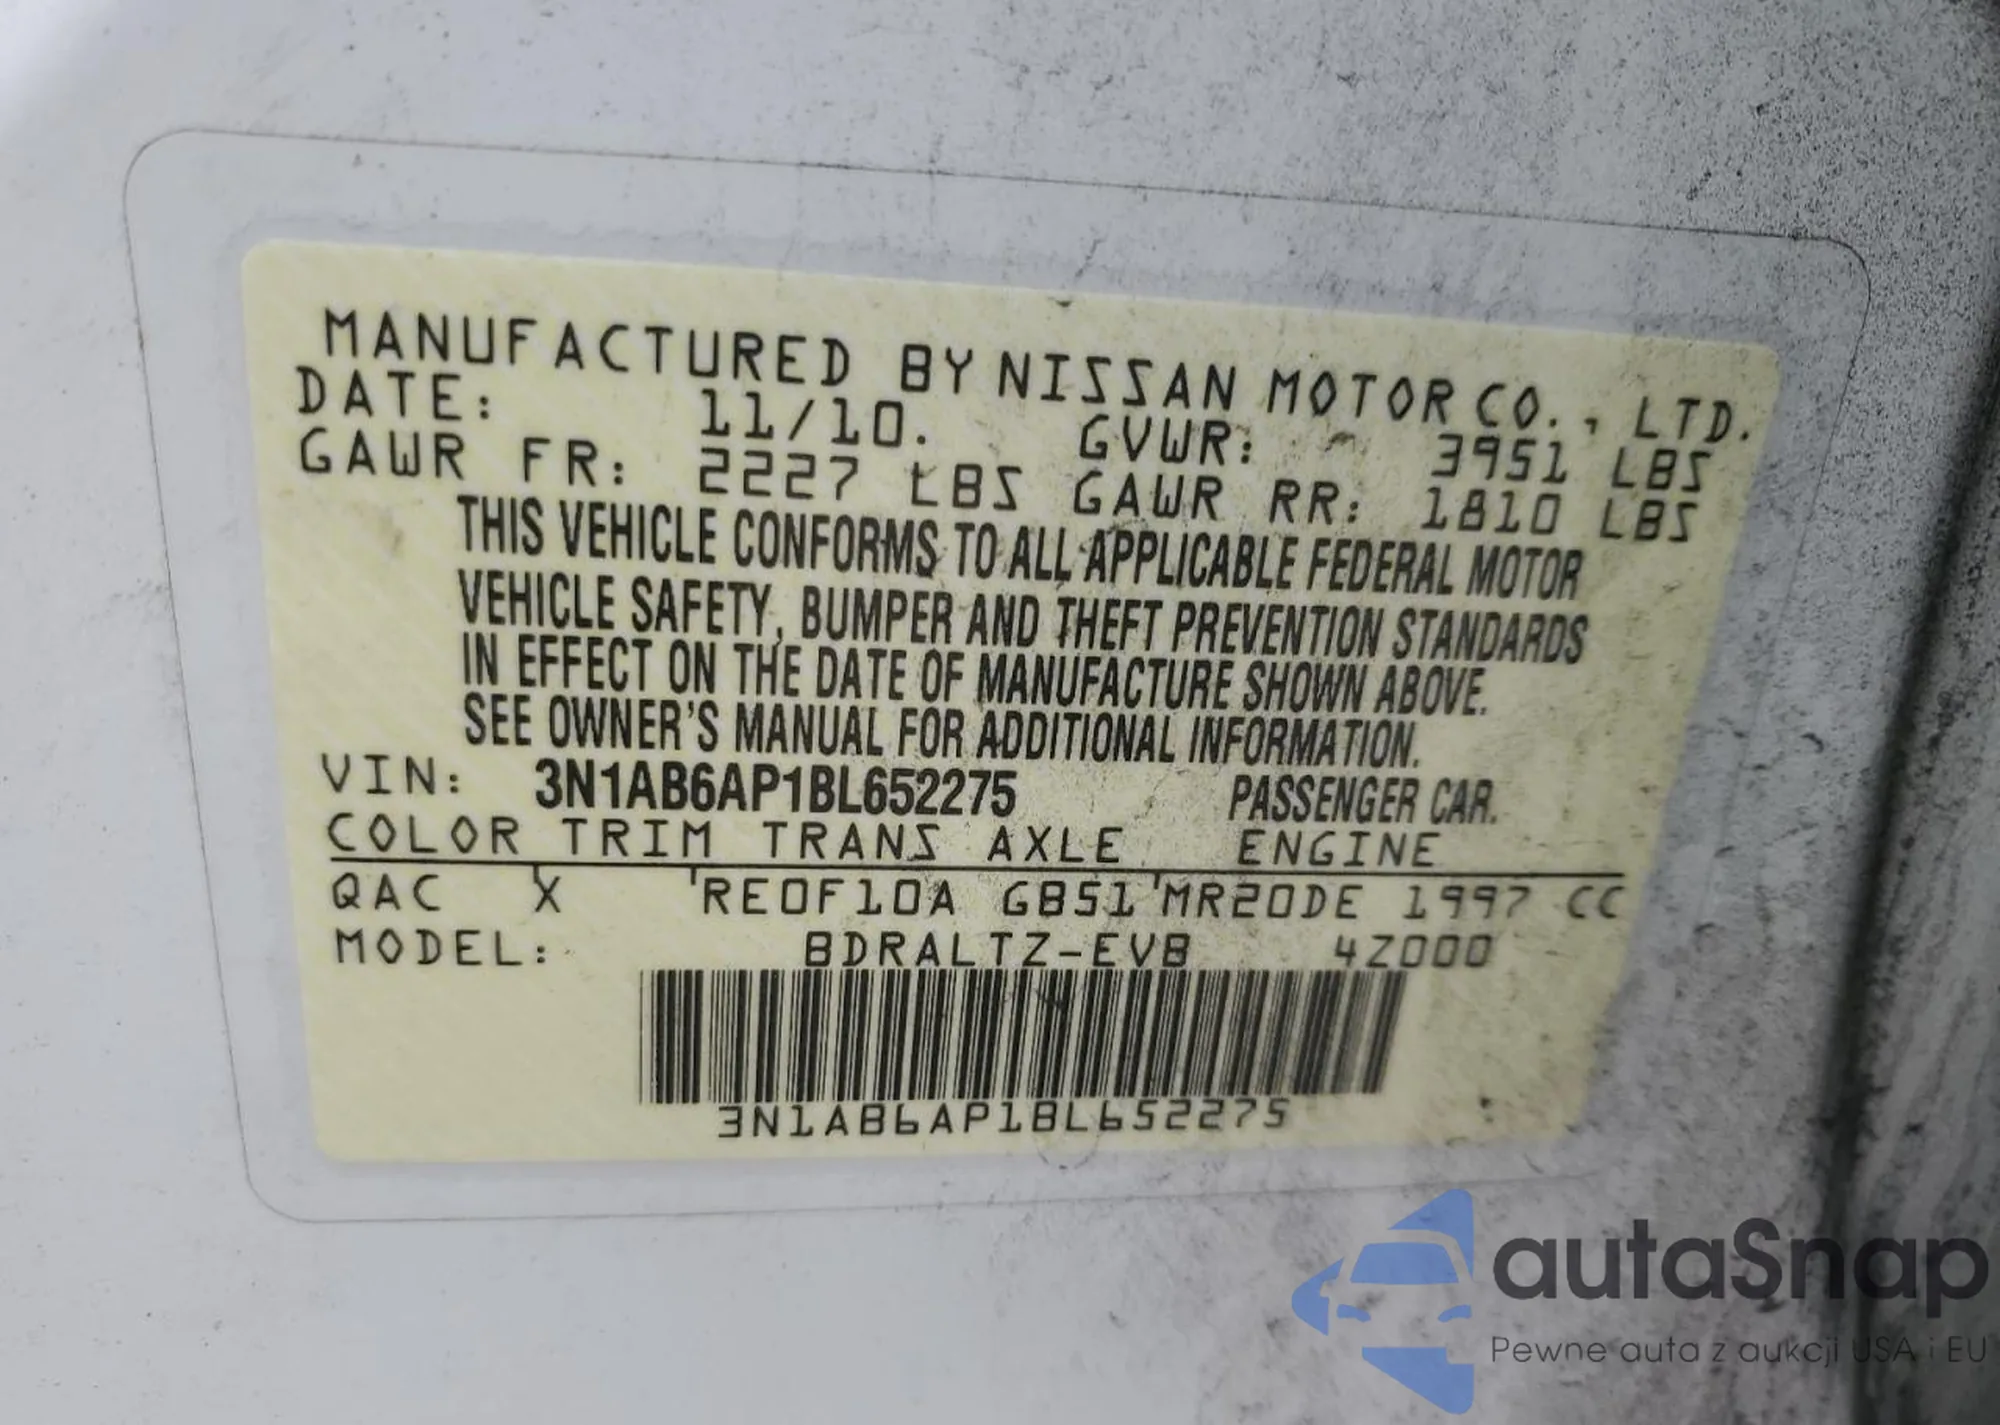 MANUFACTURED BY NISSAN MOTOR CO., LTD.
DATE: 11/10. GVWR: 3951 LBS
GAWR FR: 2227 LBS GAWR RR: 1810 LBS
THIS VEHICLE CONFORMS TO ALL APPLICABLE FEDERAL MOTOR
VEHICLE SAFETY, BUMPER AND THEFT PREVENTION STANDARDS
IN EFFECT ON THE DATE OF MANUFACTURE SHOWN ABOVE.
SEE OWNER'S MANUAL FOR ADDITIONAL INFORMATION.
VIN: 3N1AB6AP1BL652275 PASSENGER CAR.
COLOR TRIM TRANS AXLE ENGINE
QAC X RE0F10A GB51 MR20DE 1997 CC
MODEL: BDRALTZ-EVB 4Z000
3N1AB6AP1BL652275
autaSnap
Pewne auta z aukcji USA i EU